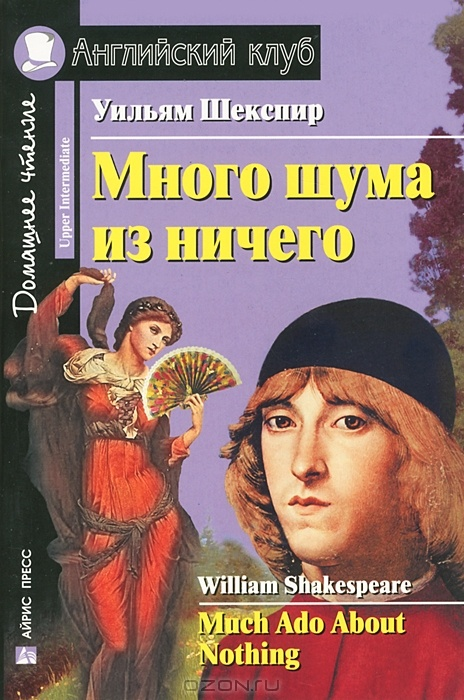 Английский клуб
Домашнее чтение
Upper Intermediate
Уильям Шекспир
Много шума
из ничего
William Shakespeare
Much Ado About
Nothing
АЙРИС ПРЕСС
OZON.RU